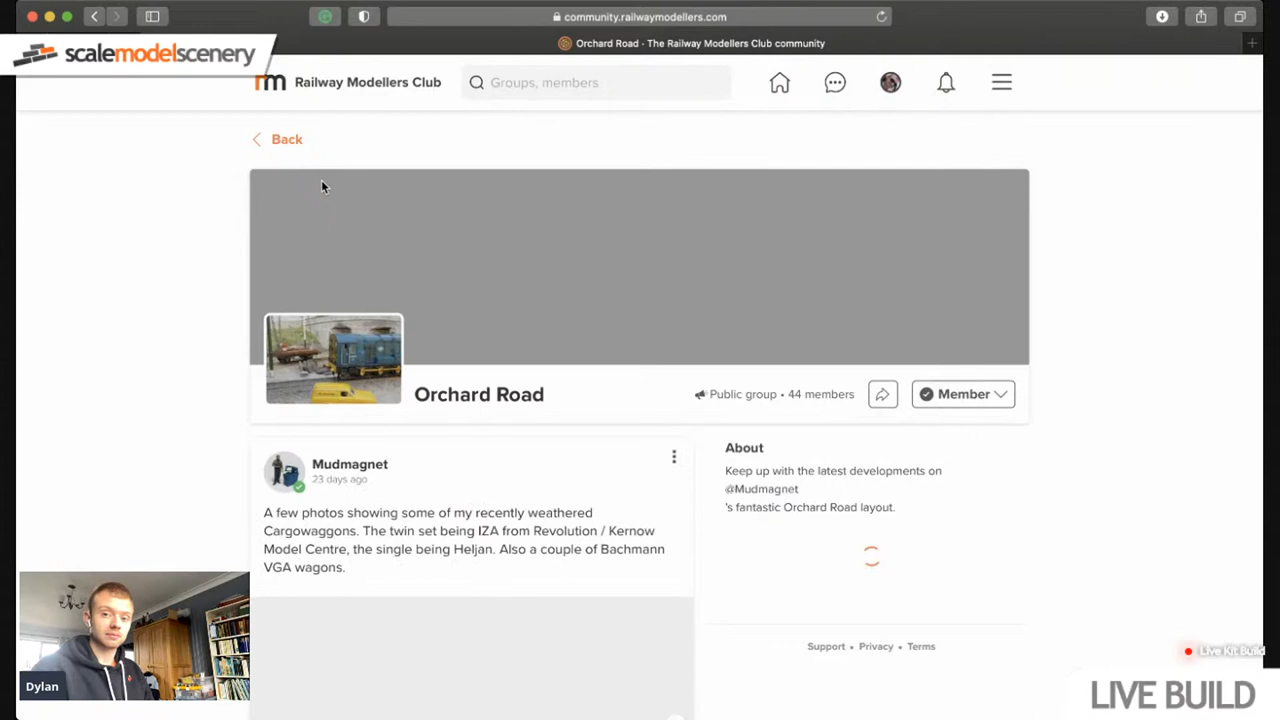 community.railwaymodellers.com
Orchard Road - The Railway Modellers Club community
scalemodelscenery
rm Railway Modellers Club
Groups, members
Back
Orchard Road
Public group • 44 members
Member
Mudmagnet
23 days ago
A few photos showing some of my recently weathered
Cargowaggons. The twin set being IZA from Revolution / Kernow
Model Centre, the single being Heljan. Also a couple of Bachmann
VGA wagons.
About
Keep up with the latest developments on
@Mudmagnet
's fantastic Orchard Road layout.
Support • Privacy • Terms
Dylan
Live Kit Build
LIVE BUILD